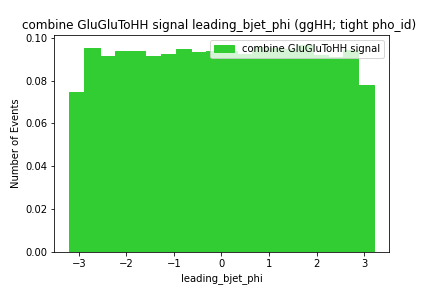 combine GluGluToHH signal leading_bjet_phi (ggHH; tight pho_id)
combine GluGluToHH signal
Number of Events
0.10
0.08
0.06
0.04
0.02
0.00
−3 −2 −1 0 1 2 3
leading_bjet_phi